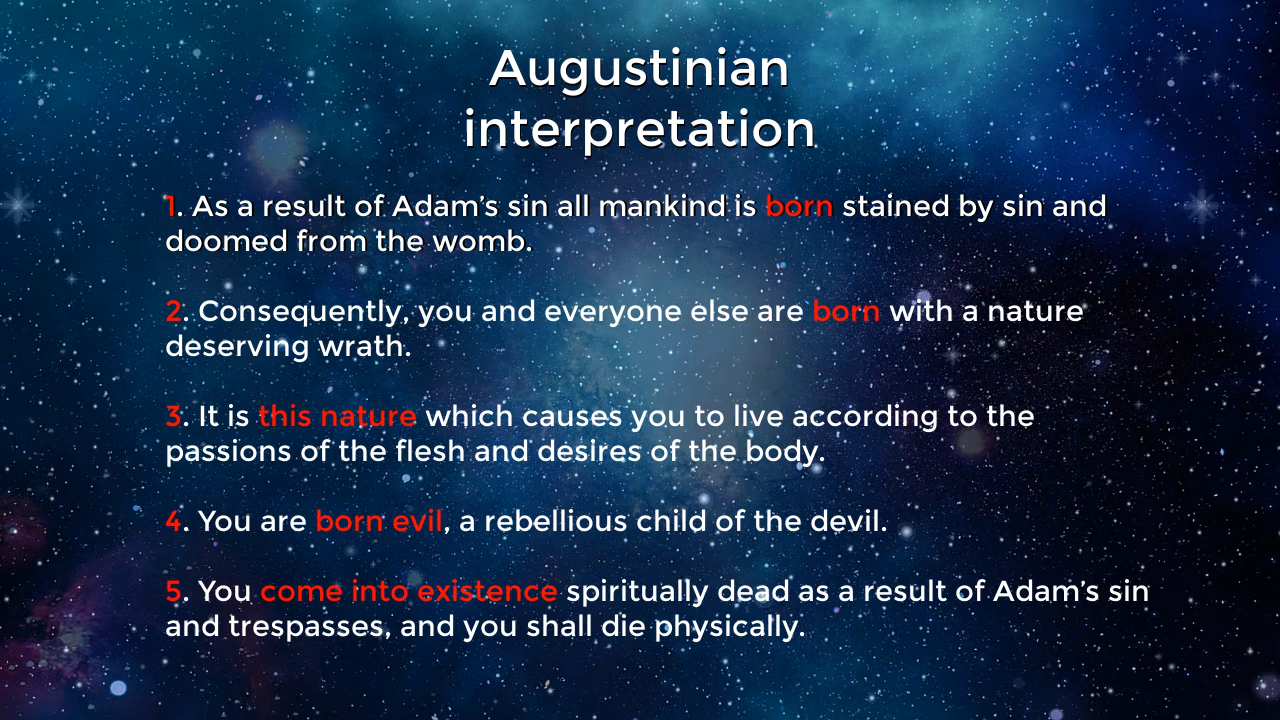 Augustinian
interpretation
1. As a result of Adam’s sin all mankind is born stained by sin and
doomed from the womb.
2. Consequently, you and everyone else are born with a nature
deserving wrath.
3. It is this nature which causes you to live according to the
passions of the flesh and desires of the body.
4. You are born evil, a rebellious child of the devil.
5. You come into existence spiritually dead as a result of Adam’s sin
and trespasses, and you shall die physically.